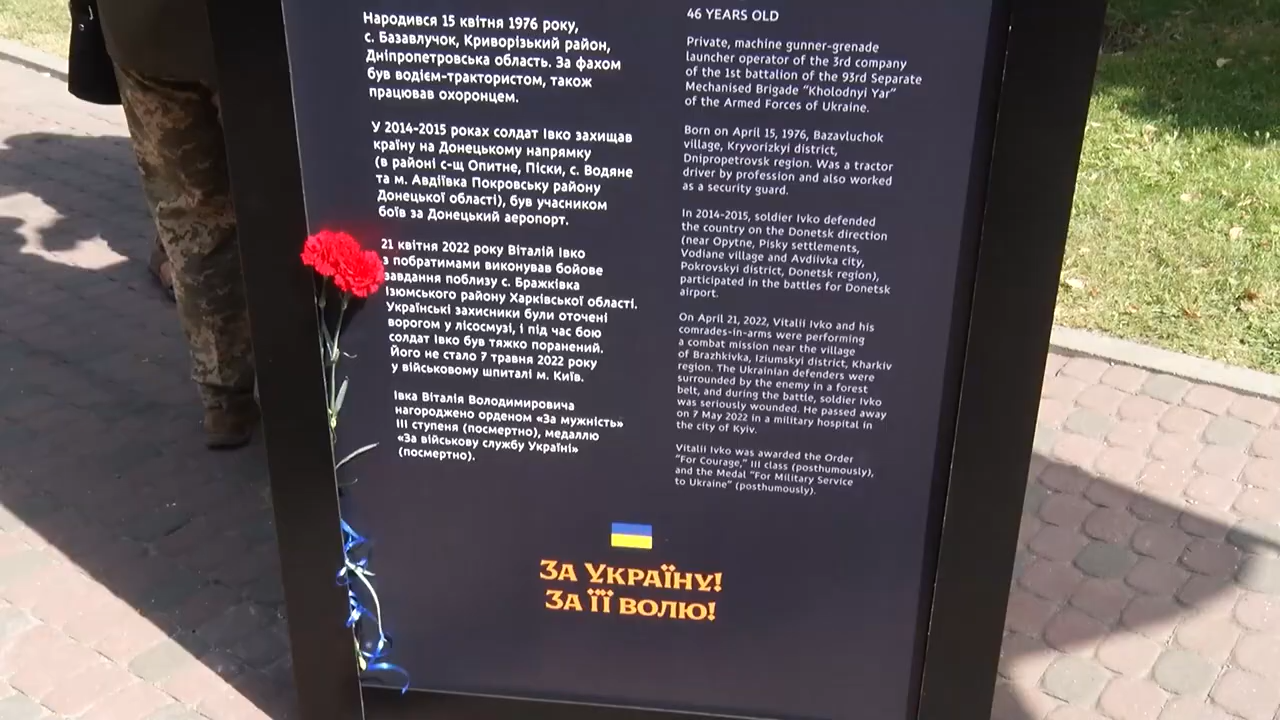 Народився 15 квітня 1976 року,
с. Базавлучок, Криворізький район,
Дніпропетровська область. За фахом
був водієм-трактористом, також
працював охоронцем.
У 2014-2015 роках солдат Івко захищав
країну на Донецькому напрямку
(в районі с-щ Опитне, Піски, с. Водяне
та м. Авдіївка Покровську району
Донецької області), був учасником
боїв за Донецький аеропорт.
21 квітня 2022 року Віталій Івко
з побратимами виконував бойове
завдання поблизу с. Бражківка
Ізюмського району Харківської області.
Українські захисники були оточені
ворогом у лісосмузі, і під час бою
солдат Івко був тяжко поранений.
Його не стало 7 травня 2022 року
у військовому шпиталі м. Київ.
Івка Віталія Володимировича
нагороджено орденом «За мужність»
III ступеня (посмертно), медаллю
«За військову службу Україні»
(посмертно).
46 YEARS OLD
Private, machine gunner-grenade
launcher operator of the 3rd company
of the 1st battalion of the 93rd Separate
Mechanised Brigade “Kholodnyi Yar”
of the Armed Forces of Ukraine.
Born on April 15, 1976, Bazavluchok
village, Kryvorizkyi district,
Dnipropetrovsk region. Was a tractor
driver by profession and also worked
as a security guard.
In 2014-2015, soldier Ivko defended
the country on the Donetsk direction
(near Opytne, Pisky settlements,
Vodiane village and Avdiivka city,
Pokrovskyi district, Donetsk region),
participated in the battles for Donetsk
airport.
On April 21, 2022, Vitalii Ivko and his
comrades-in-arms were performing
a combat mission near the village
of Brazhkivka, Iziumskyi district, Kharkiv
region. The Ukrainian defenders were
surrounded by the enemy in a forest
belt, and during the battle, soldier Ivko
was seriously wounded. He passed away
on 7 May 2022 in a military hospital in
the city of Kyiv.
Vitalii Ivko was awarded the Order
“For Courage,” III class (posthumously),
and the Medal “For Military Service
to Ukraine” (posthumously).
ЗА УКРАЇНУ!
ЗА ЇЇ ВОЛЮ!